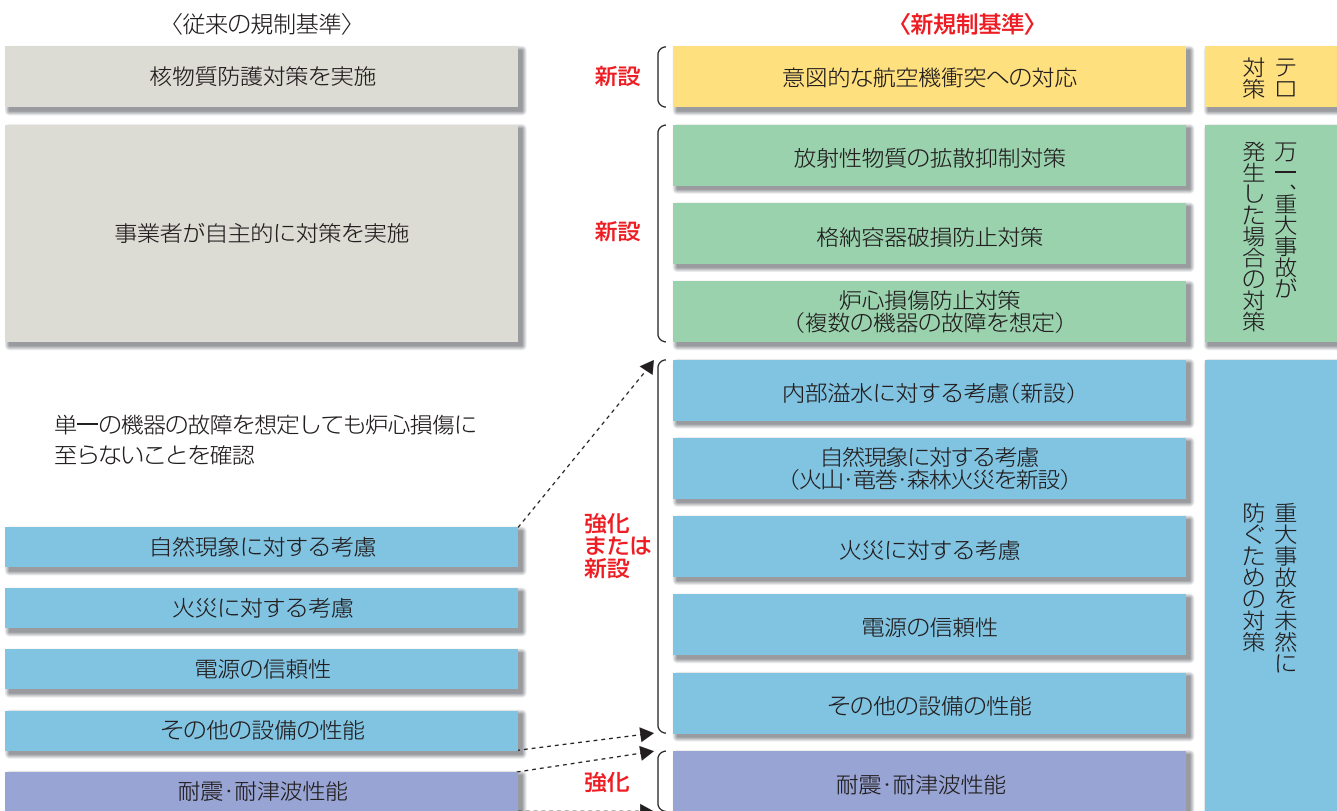 〈従来の規制基準〉
核物質防護対策を実施
事業者が自主的に対策を実施
単一の機器の故障を想定しても炉心損傷に
至らないことを確認
自然現象に対する考慮
火災に対する考慮
電源の信頼性
その他の設備の性能
耐震・耐津波性能
新設
新設
強化
または
新設
強化
〈新規制基準〉
意図的な航空機衝突への対応
放射性物質の拡散抑制対策
格納容器破損防止対策
炉心損傷防止対策
（複数の機器の故障を想定）
内部溢水に対する考慮（新設）
自然現象に対する考慮
（火山・竜巻・森林火災を新設）
火災に対する考慮
電源の信頼性
その他の設備の性能
耐震・耐津波性能
テロ
対策
万一、重大事故が
発生した場合の対策
重大事故を未然に
防ぐための対策